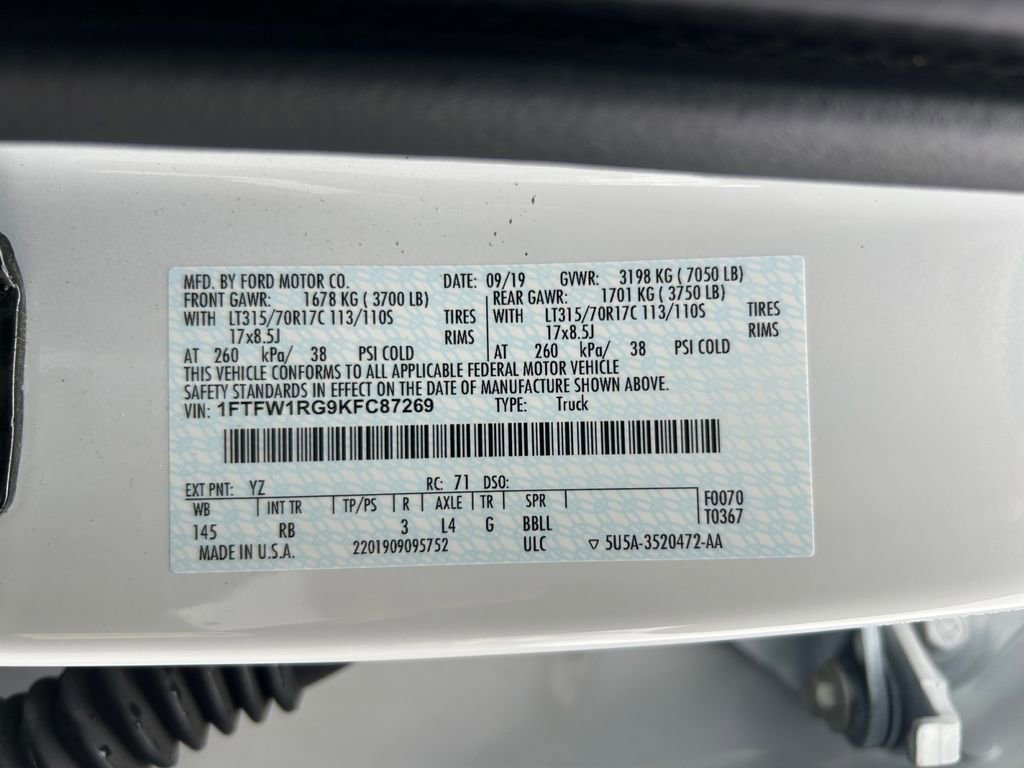 MFD. BY FORD MOTOR CO. DATE: 09/19 GVWR: 3198 KG ( 7050 LB)
FRONT GAWR: 1678 KG ( 3700 LB) REAR GAWR: 1701 KG ( 3750 LB)
WITH LT315/70R17C 113/110S TIRES WITH LT315/70R17C 113/110S TIRES
17x8.5J RIMS 17x8.5J RIMS
AT 260 kPa/ 38 PSI COLD AT 260 kPa/ 38 PSI COLD
THIS VEHICLE CONFORMS TO ALL APPLICABLE FEDERAL MOTOR VEHICLE
SAFETY STANDARDS IN EFFECT ON THE DATE OF MANUFACTURE SHOWN ABOVE.
VIN: 1FTFW1RG9KFC87269 TYPE: Truck
EXT PNT: YZ RC: 71 DSO:
WB INT TR TP/PS R AXLE TR SPR F0070
145 RB 3 L4 G BBLL T0367
MADE IN U.S.A. 2201909095752 ULC ▽ 5U5A-3520472-AA